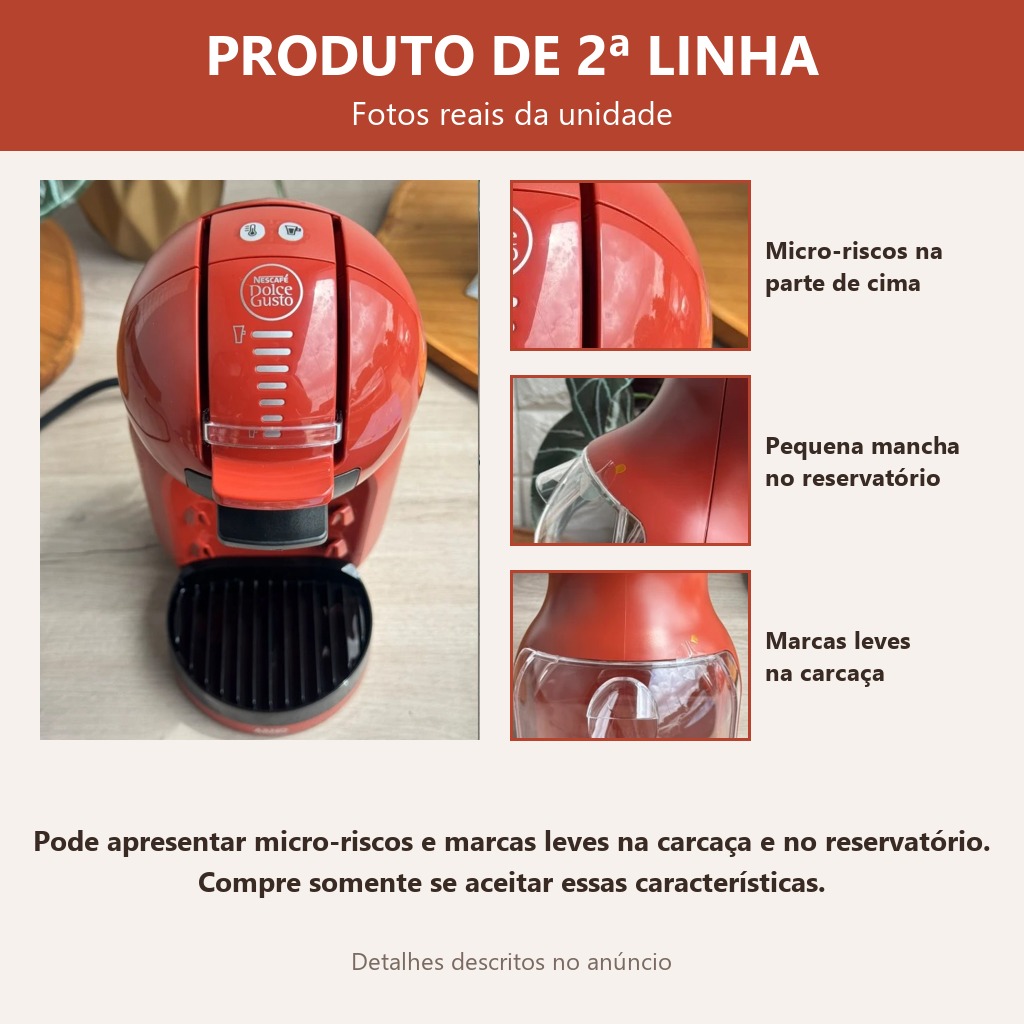 PRODUTO DE 2ª LINHA
Fotos reais da unidade
NESCAFÉ
Dolce
Gusto
Micro-riscos na
parte de cima
Pequena mancha
no reservatório
Marcas leves
na carcaça
Pode apresentar micro-riscos e marcas leves na carcaça e no reservatório.
Compre somente se aceitar essas características.
Detalhes descritos no anúncio